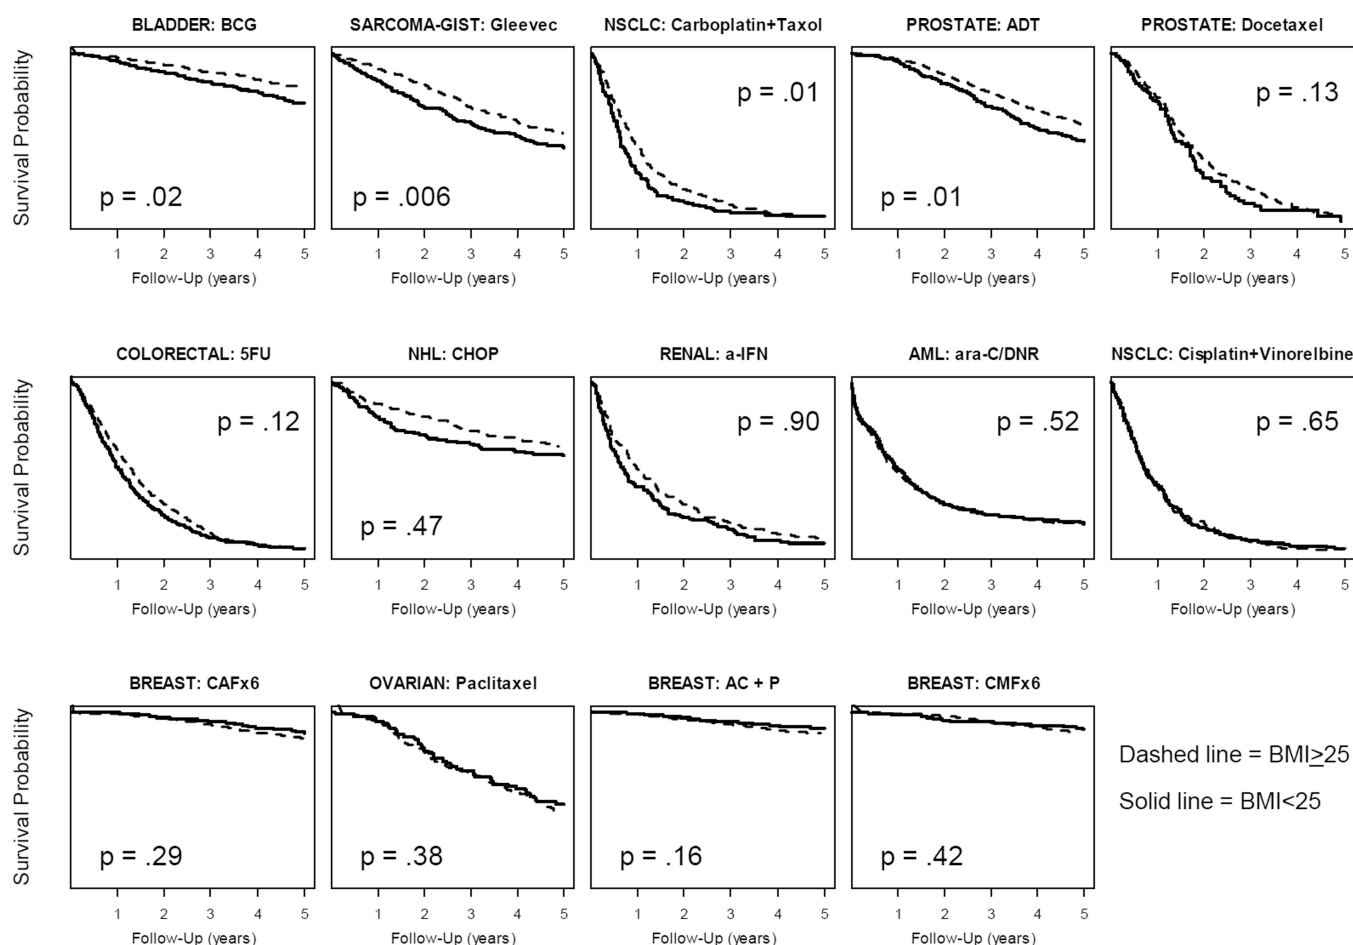 BLADDER: BCG
SARCOMA-GIST: Gleevec
NSCLC: Carboplatin+Taxol
PROSTATE: ADT
PROSTATE: Docetaxel
Survival Probability
p = .02
p = .006
p = .01
p = .01
p = .13
1 2 3 4 5
1 2 3 4 5
1 2 3 4 5
1 2 3 4 5
1 2 3 4 5
Follow-Up (years)
Follow-Up (years)
Follow-Up (years)
Follow-Up (years)
Follow-Up (years)
COLORECTAL: 5FU
NHL: CHOP
RENAL: a-IFN
AML: ara-C/DNR
NSCLC: Cisplatin+Vinorelbine
Survival Probability
p = .12
p = .47
p = .90
p = .52
p = .65
1 2 3 4 5
1 2 3 4 5
1 2 3 4 5
1 2 3 4 5
1 2 3 4 5
Follow-Up (years)
Follow-Up (years)
Follow-Up (years)
Follow-Up (years)
Follow-Up (years)
BREAST: CAFx6
OVARIAN: Paclitaxel
BREAST: AC + P
BREAST: CMFx6
Survival Probability
p = .29
p = .38
p = .16
p = .42
Dashed line = BMI≥25
Solid line = BMI<25
1 2 3 4 5
1 2 3 4 5
1 2 3 4 5
1 2 3 4 5
Follow-Up (years)
Follow-Up (years)
Follow-Up (years)
Follow-Up (years)